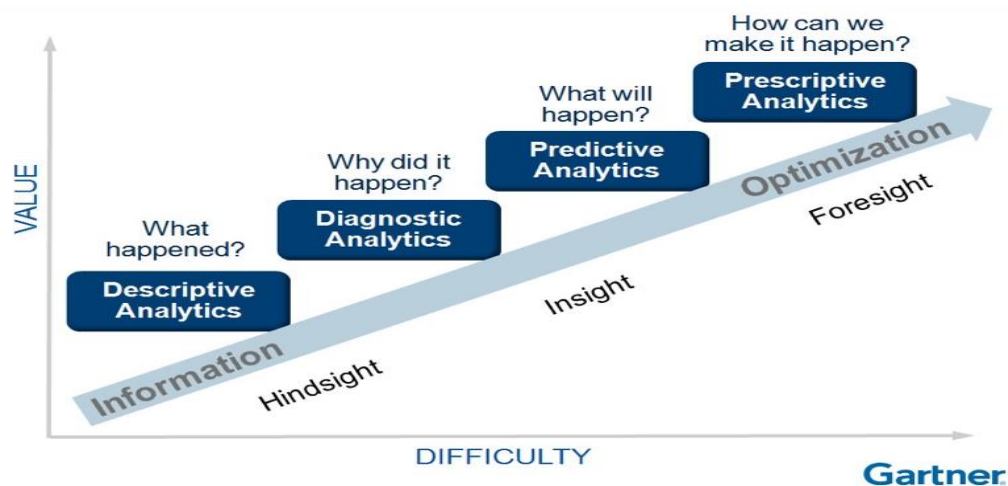 How can we
make it happen?
Prescriptive
Analytics
What will
happen?
Predictive
Analytics
Why did it
happen?
Diagnostic
Analytics
What
happened?
Descriptive
Analytics
VALUE
Information
Optimization
Hindsight
Insight
Foresight
DIFFICULTY
Gartner